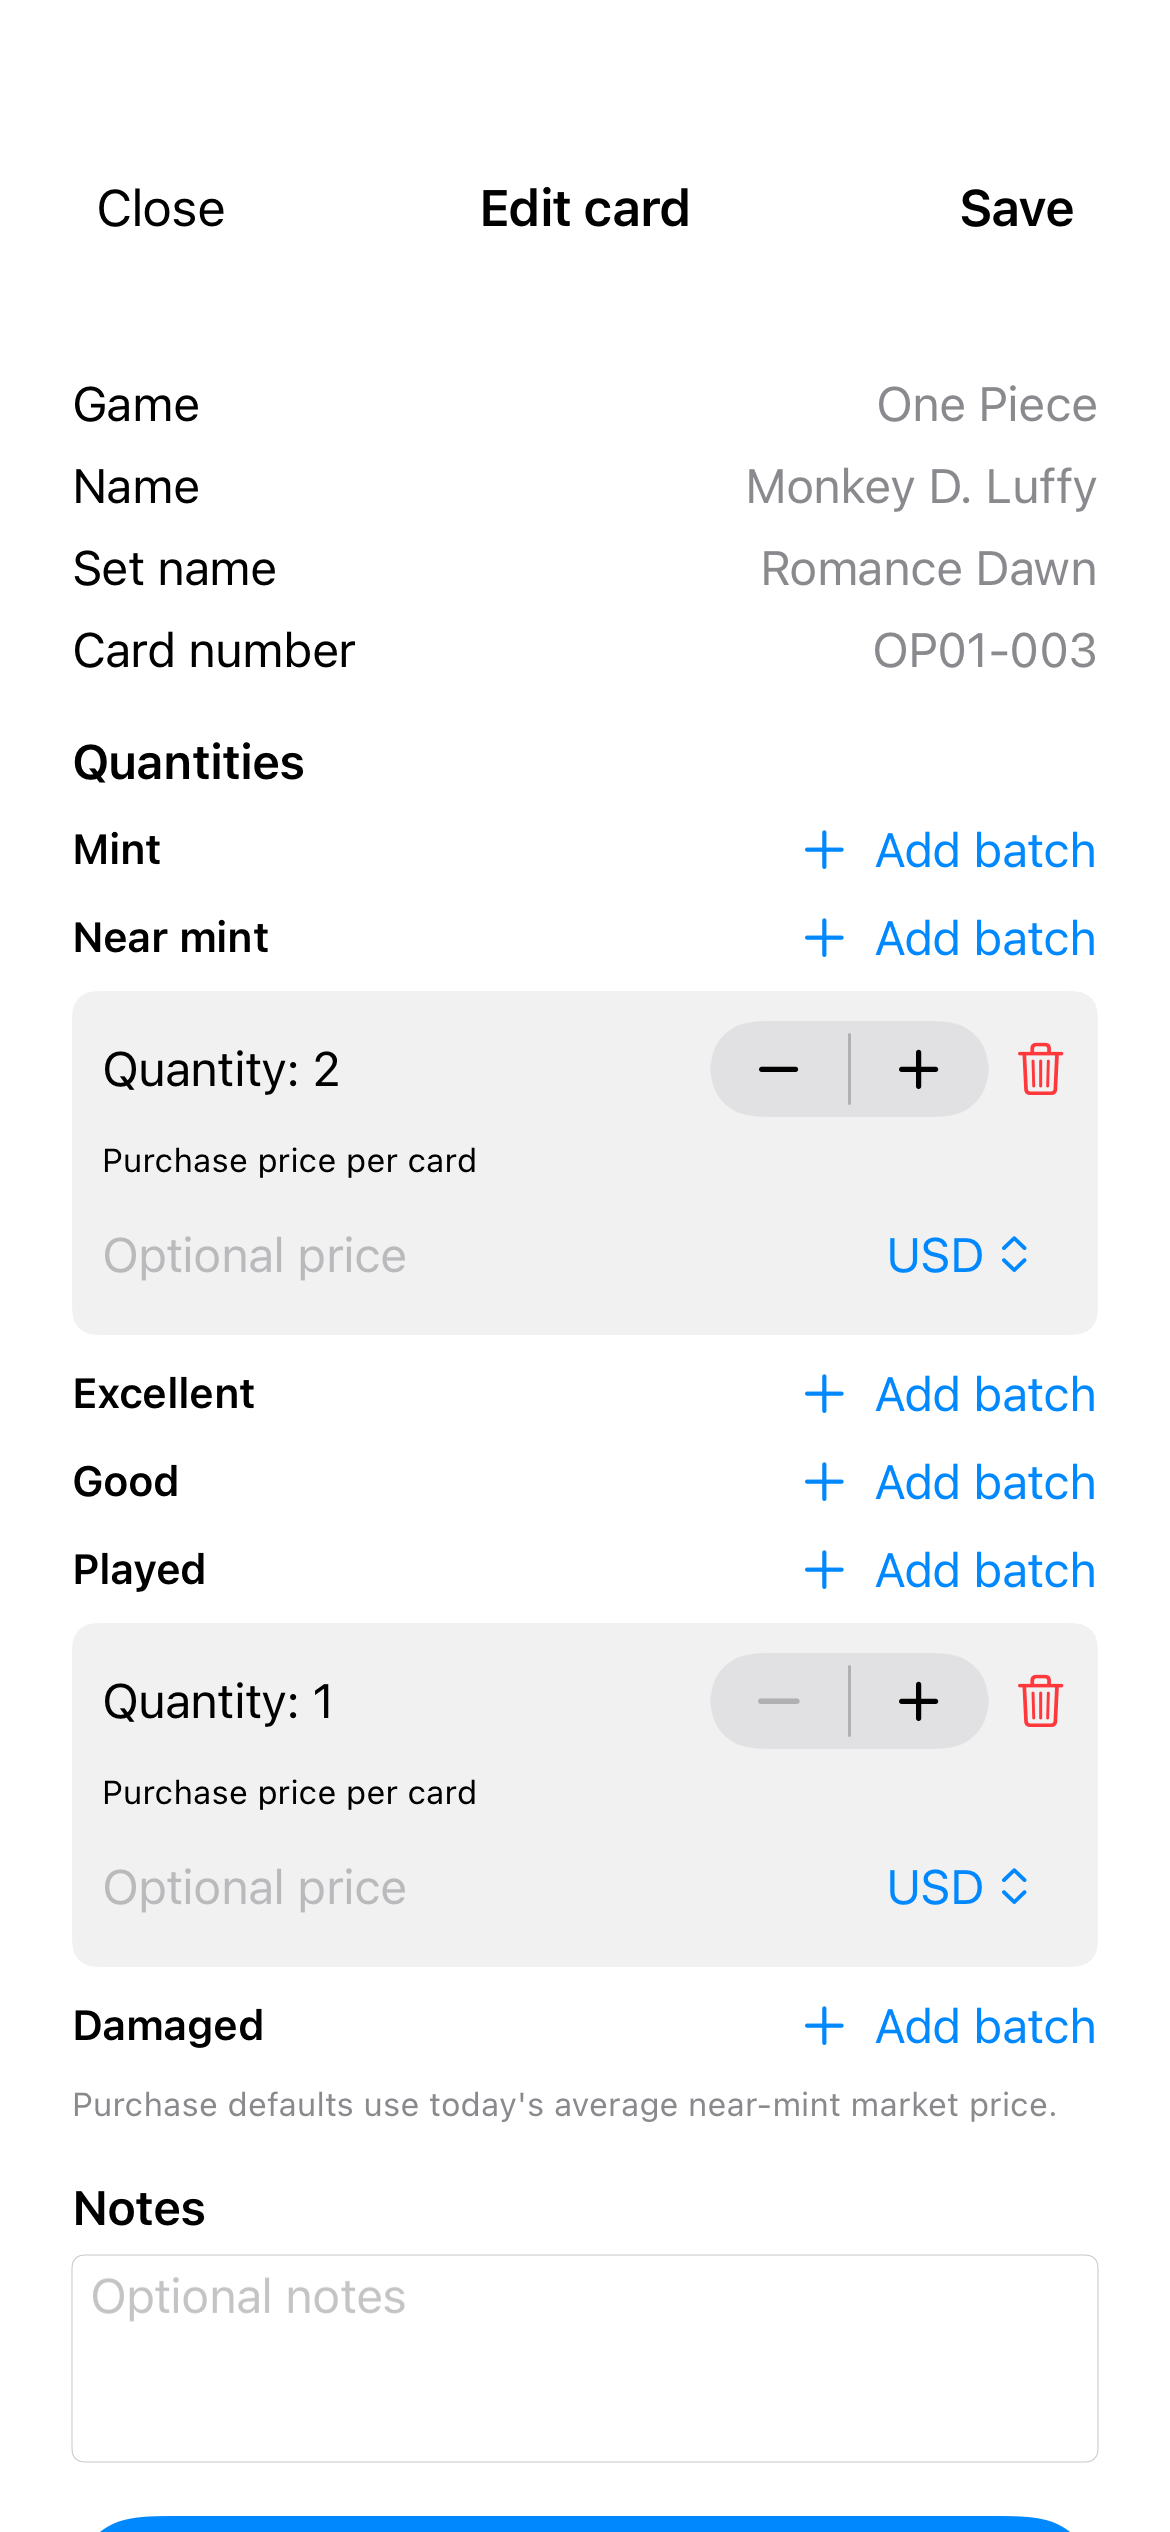 Close Edit card Save
Game One Piece
Name Monkey D. Luffy
Set name Romance Dawn
Card number OP01-003
Quantities
Mint + Add batch
Near mint + Add batch
Quantity: 2 − +
Purchase price per card
Optional price USD
Excellent + Add batch
Good + Add batch
Played + Add batch
Quantity: 1 − +
Purchase price per card
Optional price USD
Damaged + Add batch
Purchase defaults use today's average near-mint market price.
Notes
Optional notes